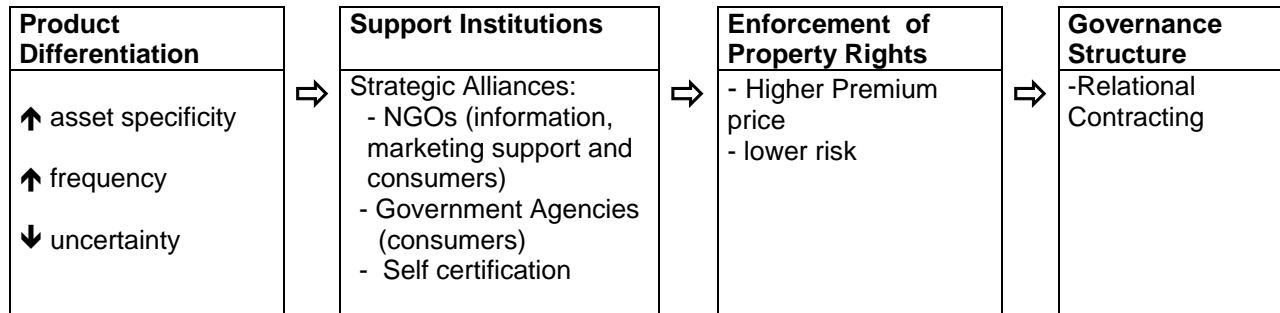 Product
Differentiation
↑ asset specificity
↑ frequency
↓ uncertainty
⇨
Support Institutions
Strategic Alliances:
- NGOs (information,
marketing support and
consumers)
- Government Agencies
(consumers)
- Self certification
⇨
Enforcement of
Property Rights
- Higher Premium
price
- lower risk
⇨
Governance
Structure
-Relational
Contracting